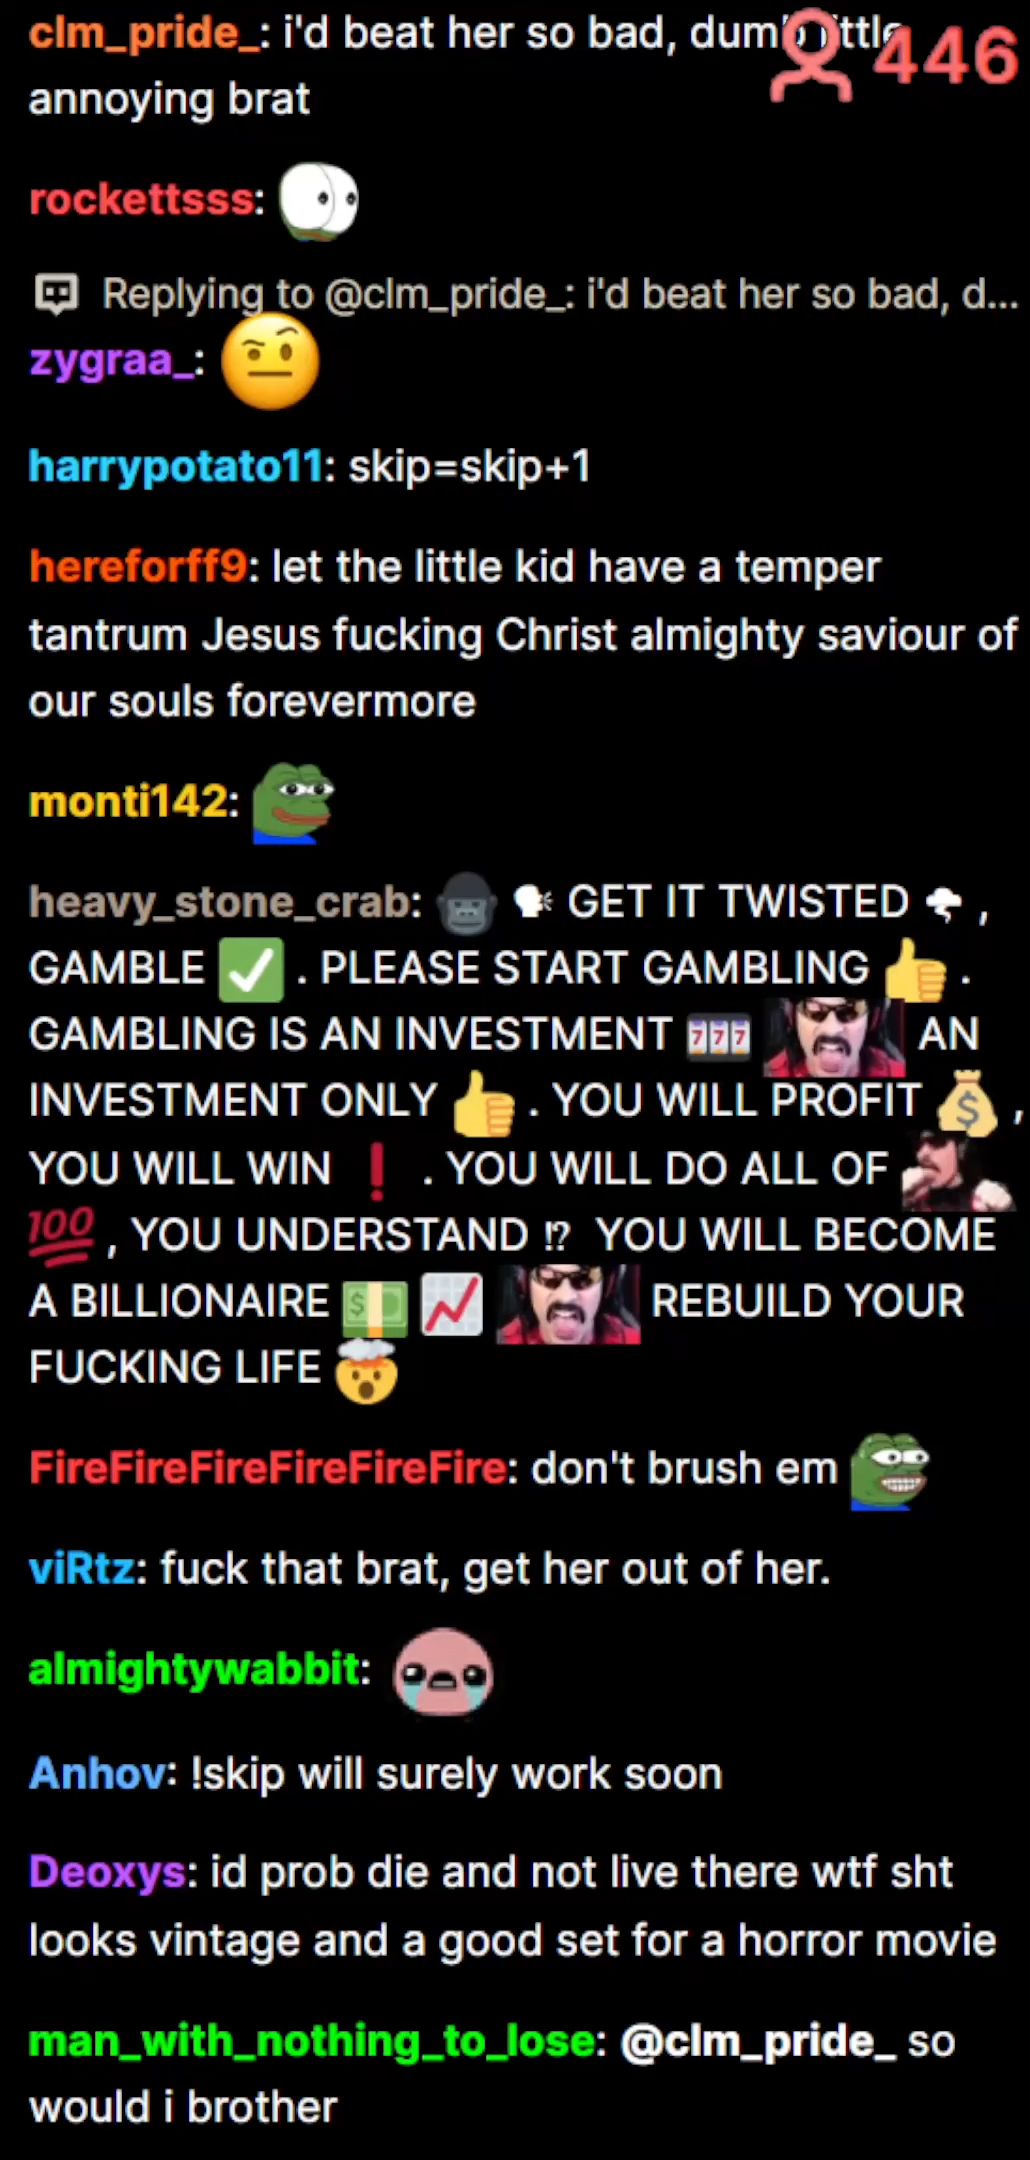 clm_pride_: i'd beat her so bad, dumb little
446
annoying brat
rockettsss:
Replying to @clm_pride_: i'd beat her so bad, d...
zygraa_:
harrypotato11: skip=skip+1
hereforff9: let the little kid have a temper
tantrum Jesus fucking Christ almighty saviour of
our souls forevermore
monti142:
heavy_stone_crab: 🦍 🗣 GET IT TWISTED 🌪 ,
GAMBLE ✅ . PLEASE START GAMBLING 👍 .
GAMBLING IS AN INVESTMENT 🎰 AN
INVESTMENT ONLY 👍 . YOU WILL PROFIT 💰 ,
YOU WILL WIN ❗ . YOU WILL DO ALL OF
💯 , YOU UNDERSTAND ⁉ YOU WILL BECOME
A BILLIONAIRE 💵 📈 REBUILD YOUR
FUCKING LIFE 🤯
FireFireFireFireFireFire: don't brush em
viRtz: fuck that brat, get her out of her.
almightywabbit:
Anhov: !skip will surely work soon
Deoxys: id prob die and not live there wtf sht
looks vintage and a good set for a horror movie
man_with_nothing_to_lose: @clm_pride_ so
would i brother